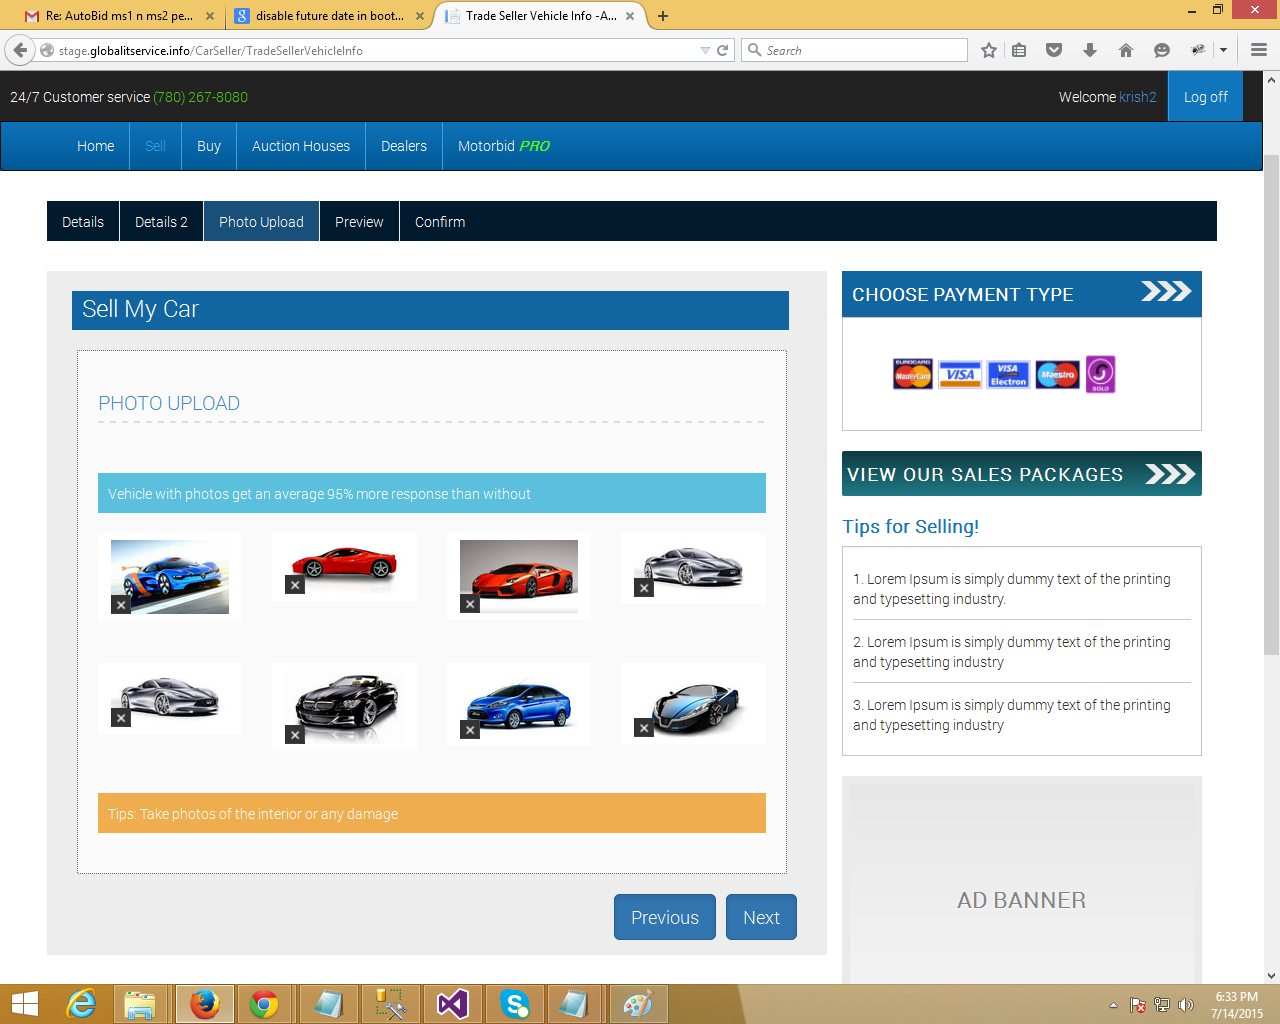 Re: AutoBid ms1 n ms2 pe...
disable future date in boot...
Trade Seller Vehicle Info -A...
stage.globalitservice.info/CarSeller/TradeSellerVehicleInfo
Search
24/7 Customer service (780) 267-8080
Welcome krish2
Log off
Home
Sell
Buy
Auction Houses
Dealers
Motorbid PRO
Details
Details 2
Photo Upload
Preview
Confirm
Sell My Car
PHOTO UPLOAD
Vehicle with photos get an average 95% more response than without
Tips: Take photos of the interior or any damage
Previous
Next
CHOOSE PAYMENT TYPE
EUROCARD
MasterCard
VISA
VISA
Electron
Maestro
SOLO
VIEW OUR SALES PACKAGES
Tips for Selling!
1. Lorem Ipsum is simply dummy text of the printing
and typesetting industry.
2. Lorem Ipsum is simply dummy text of the printing
and typesetting industry
3. Lorem Ipsum is simply dummy text of the printing
and typesetting industry
AD BANNER
6:33 PM
7/14/2015